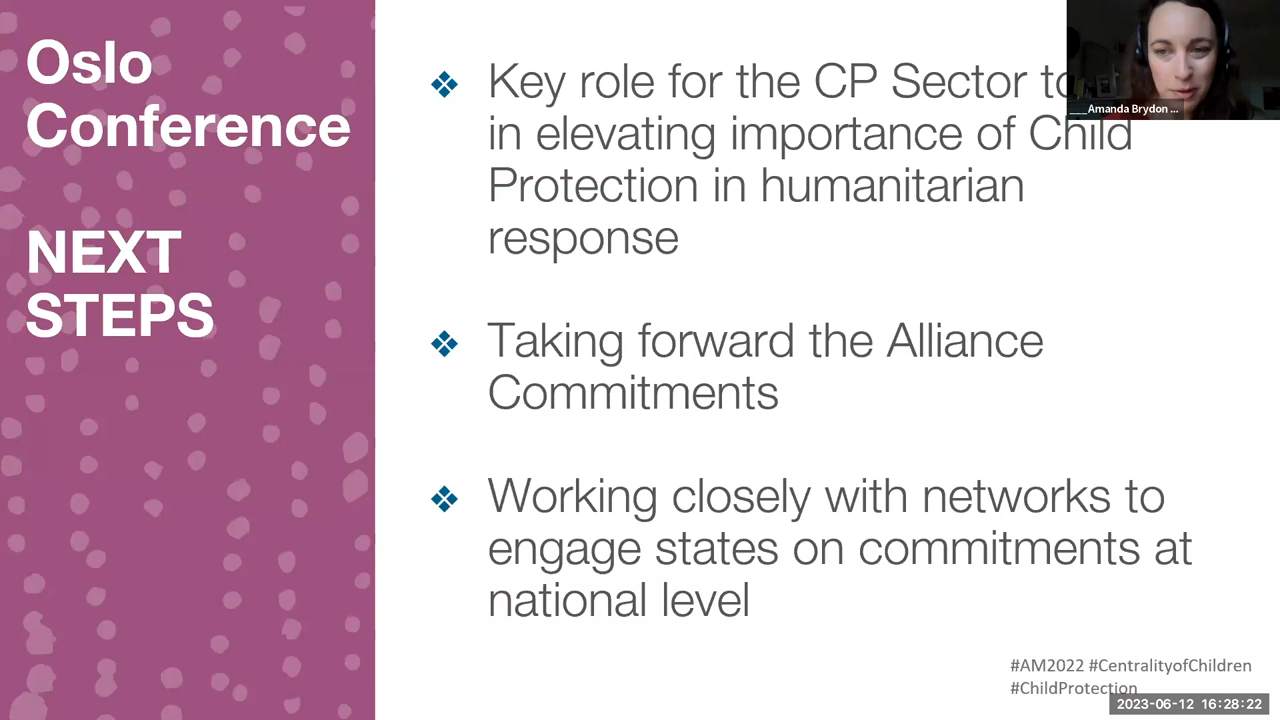 Oslo
Conference
NEXT
STEPS
Key role for the CP Sector to
in elevating importance of Child
Protection in humanitarian
response
Taking forward the Alliance
Commitments
Working closely with networks to
engage states on commitments at
national level
#AM2022 #CentralityofChildren
#ChildProtection
___Amanda Brydon ...
2023-06-12 16:28:22